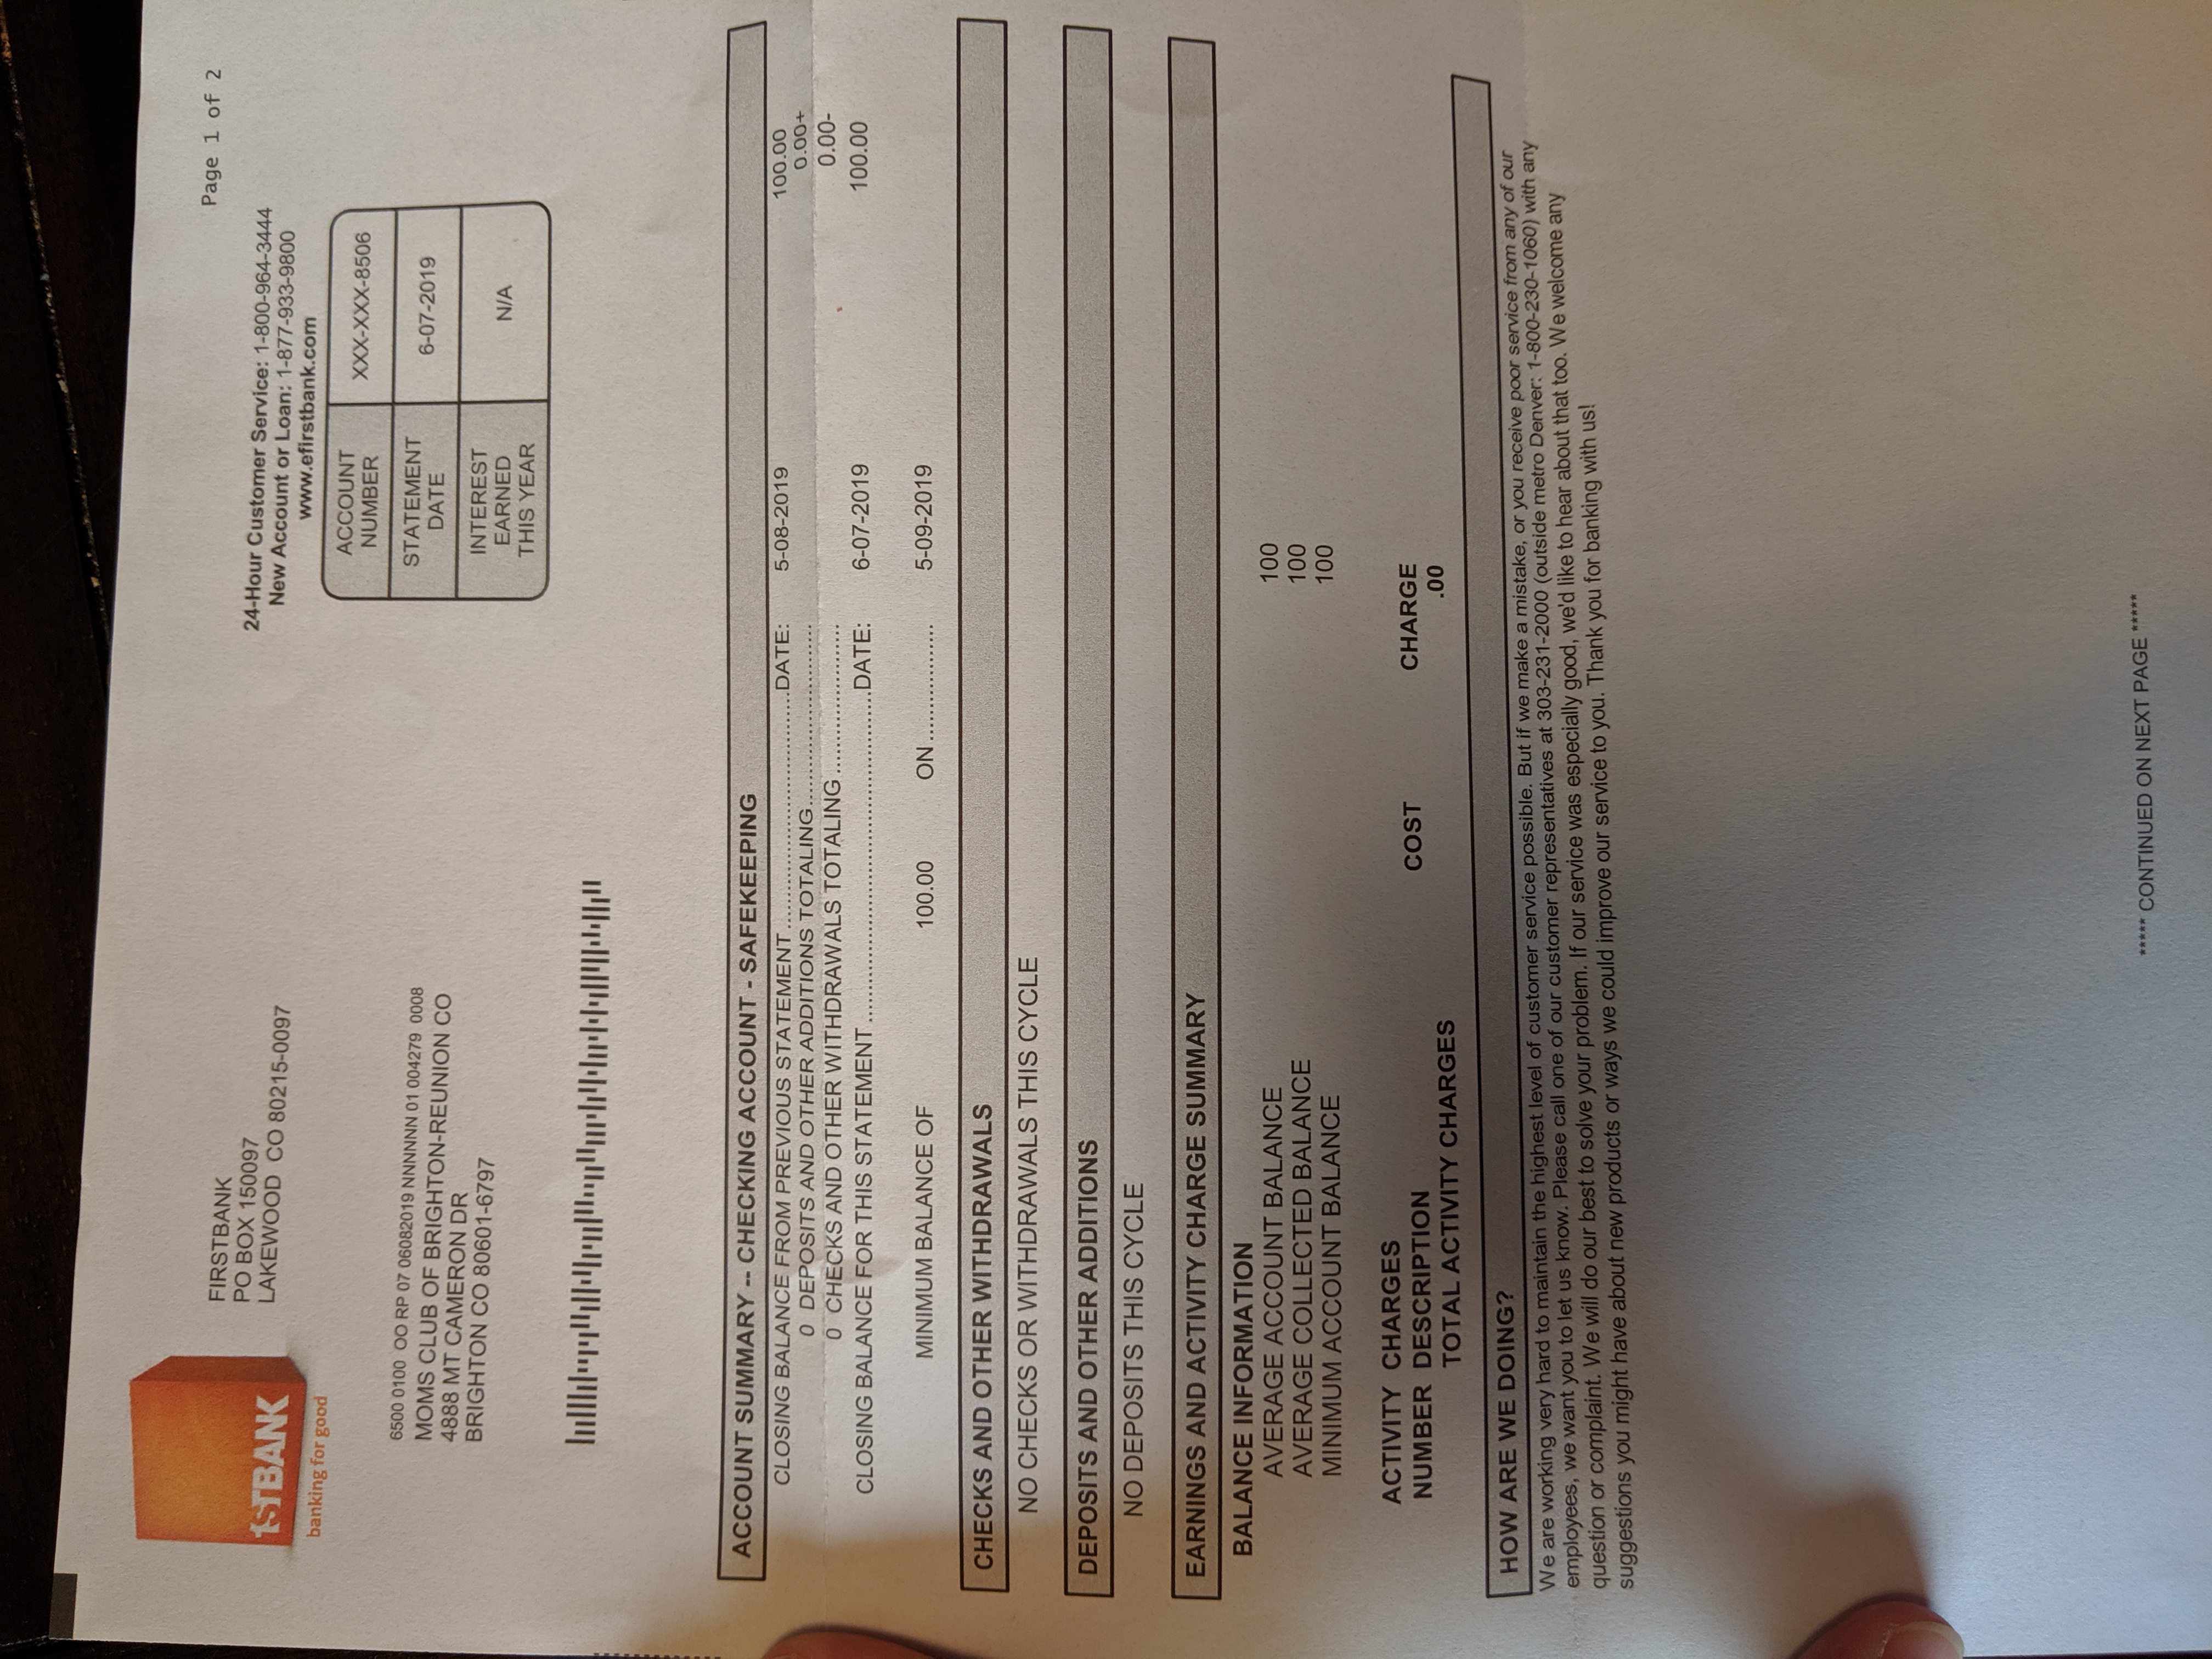 Page 1 of 2
1STBANK
banking for good
FIRSTBANK
PO BOX 150097
LAKEWOOD CO 80215-0097
24-Hour Customer Service: 1-800-964-3444
New Account or Loan: 1-877-933-9800
www.efirstbank.com
ACCOUNT NUMBER XXX-XXX-8506
STATEMENT DATE 6-07-2019
INTEREST EARNED THIS YEAR N/A
6500 0100 OO RP 07 06082019 NNNNNN 01 004279 0008
MOMS CLUB OF BRIGHTON-REUNION CO
4888 MT CAMERON DR
BRIGHTON CO 80601-6797
ACCOUNT SUMMARY -- CHECKING ACCOUNT - SAFEKEEPING
CLOSING BALANCE FROM PREVIOUS STATEMENT..................................DATE: 5-08-2019 100.00
0 DEPOSITS AND OTHER ADDITIONS TOTALING.......................... 0.00+
0 CHECKS AND OTHER WITHDRAWALS TOTALING...................... 0.00-
CLOSING BALANCE FOR THIS STATEMENT...............................................DATE: 6-07-2019 100.00
MINIMUM BALANCE OF 100.00 ON.................. 5-09-2019
CHECKS AND OTHER WITHDRAWALS
NO CHECKS OR WITHDRAWALS THIS CYCLE
DEPOSITS AND OTHER ADDITIONS
NO DEPOSITS THIS CYCLE
EARNINGS AND ACTIVITY CHARGE SUMMARY
BALANCE INFORMATION
AVERAGE ACCOUNT BALANCE 100
AVERAGE COLLECTED BALANCE 100
MINIMUM ACCOUNT BALANCE 100
ACTIVITY CHARGES
NUMBER DESCRIPTION COST CHARGE
TOTAL ACTIVITY CHARGES .00
HOW ARE WE DOING?
We are working very hard to maintain the highest level of customer service possible. But if we make a mistake, or you receive poor service from any of our
employees, we want you to let us know. Please call one of our customer representatives at 303-231-2000 (outside metro Denver: 1-800-230-1060) with any
question or complaint. We will do our best to solve your problem. If our service was especially good, we'd like to hear about that too. We welcome any
suggestions you might have about new products or ways we could improve our service to you. Thank you for banking with us!
***** CONTINUED ON NEXT PAGE *****